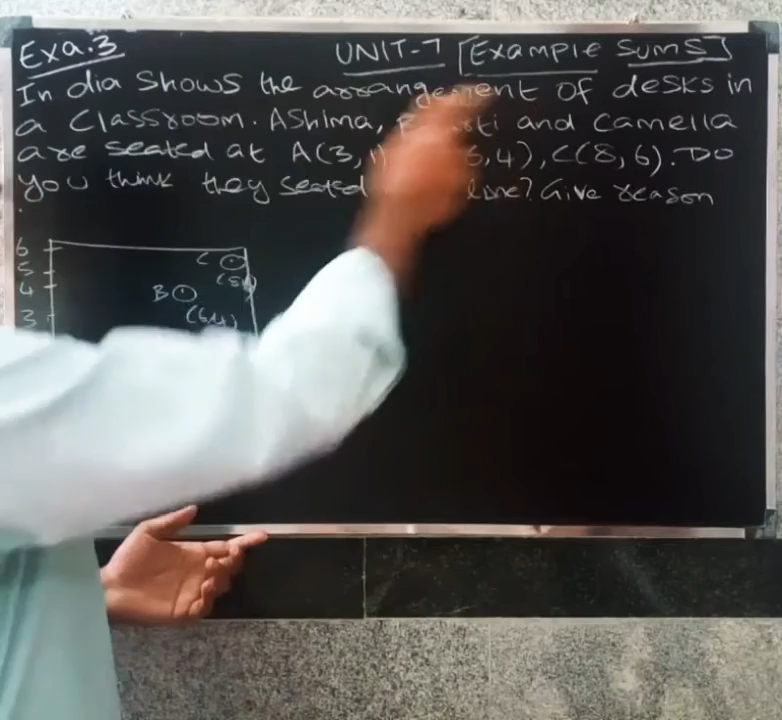 Exa.3 UNIT-7 [Example Sums]
In dia shows the arrangement of desks in
a Classroom. Ashima, and Camella
are seated at A(3,1) 6,4), C(8,6). Do
you think they seated line? Give reason
6
5
4
3
C
(8,
B
(6,4)